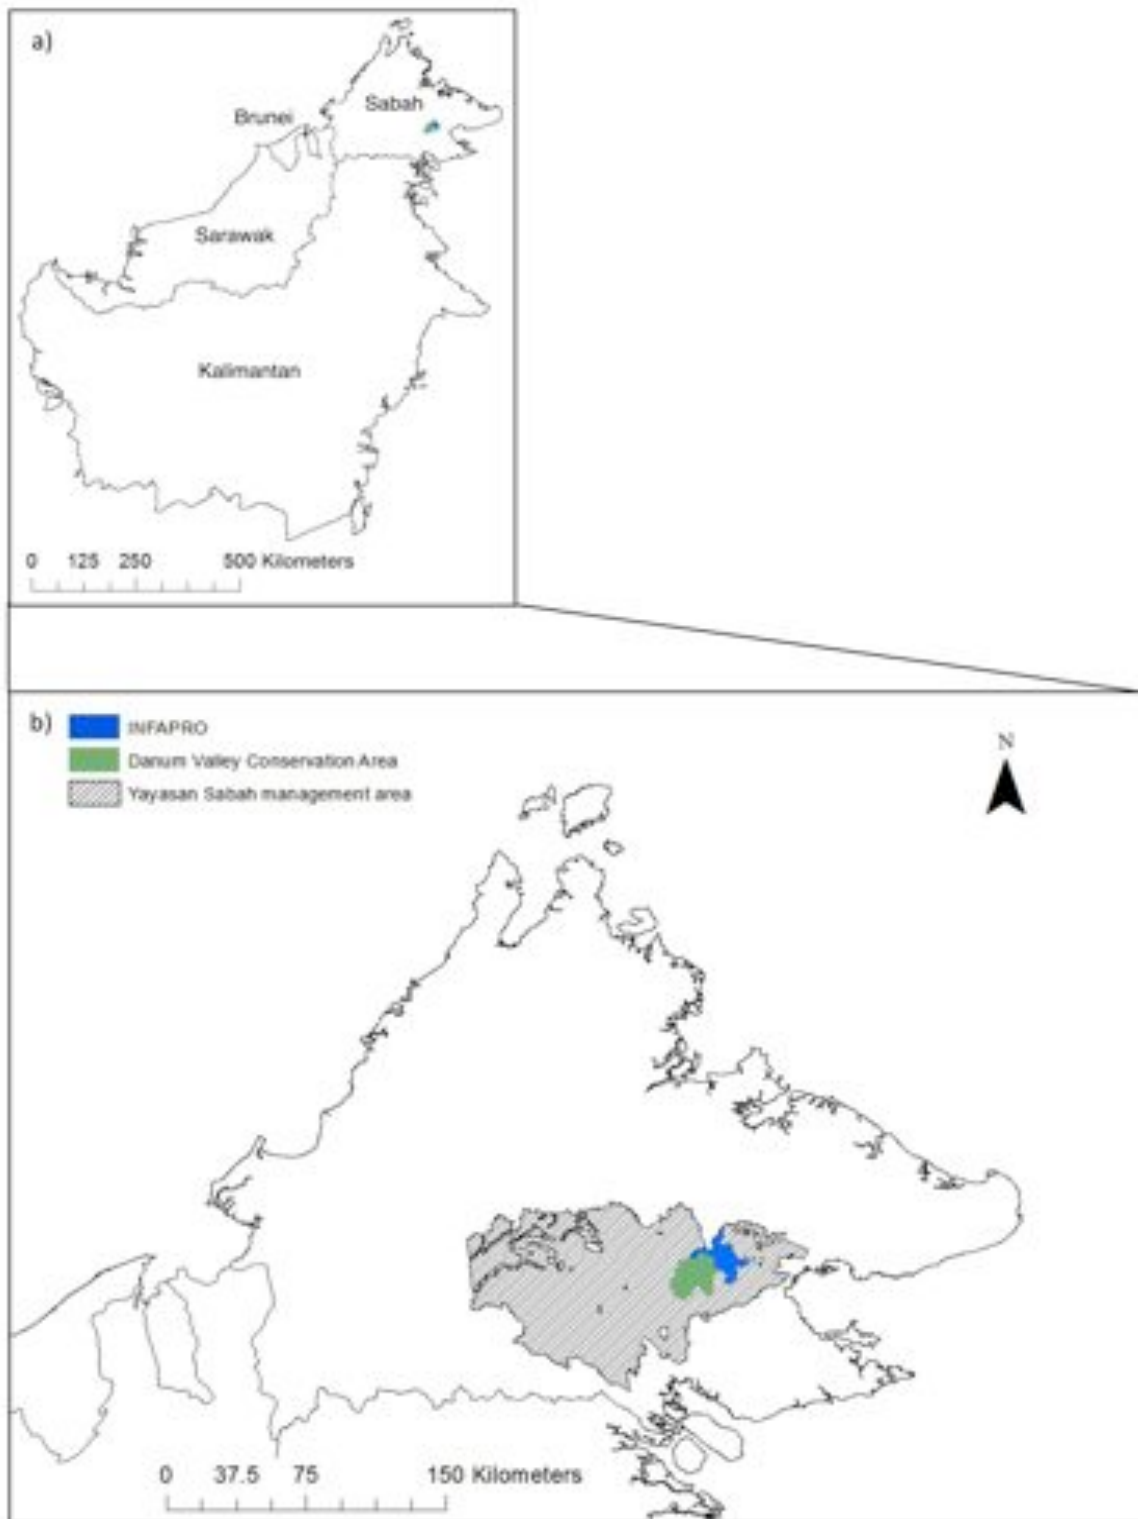 a)
Sabah
Brunei
Sarawak
Kalimantan
0 125 250 500 Kilometers
b)
INFAPRO
Danum Valley Conservation Area
Yayasan Sabah management area
N
0 37.5 75 150 Kilometers